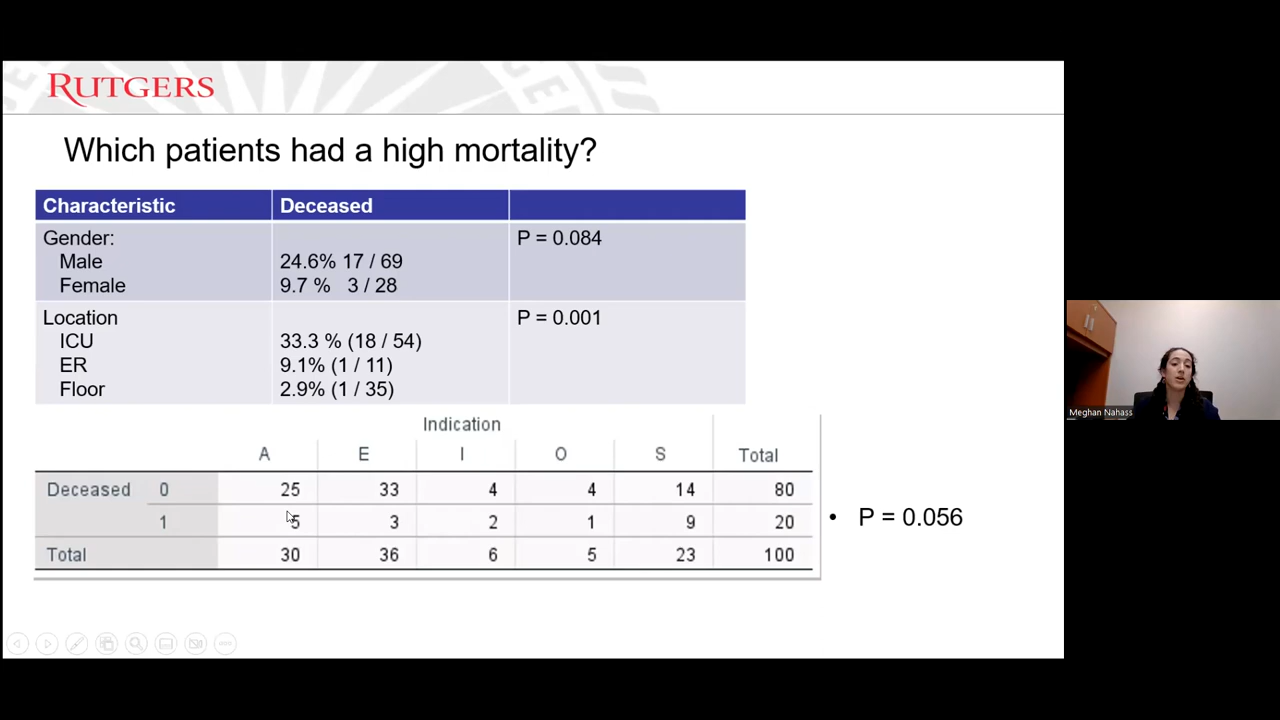 RUTGERS
Which patients had a high mortality?
Characteristic Deceased
Gender: P = 0.084
Male 24.6% 17 / 69
Female 9.7 % 3 / 28
Location P = 0.001
ICU 33.3 % (18 / 54)
ER 9.1% (1 / 11)
Floor 2.9% (1 / 35)
Indication
A E I O S Total
Deceased 0 25 33 4 4 14 80
1 5 3 2 1 9 20
Total 30 36 6 5 23 100
• P = 0.056
Meghan Nahass